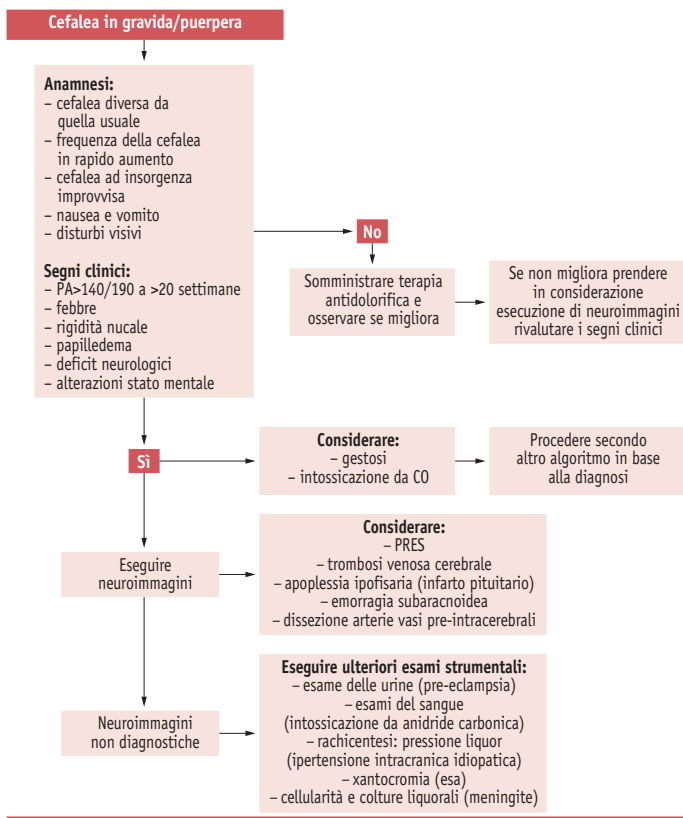 Cefalea in gravida/puerpera
Anamnesi:
– cefalea diversa da
quella usuale
– frequenza della cefalea
in rapido aumento
– cefalea ad insorgenza
improvvisa
– nausea e vomito
– disturbi visivi
Segni clinici:
– PA>140/190 a >20 settimane
– febbre
– rigidità nucale
– papilledema
– deficit neurologici
– alterazioni stato mentale
No
Somministrare terapia
antidolorifica e
osservare se migliora
Se non migliora prendere
in considerazione
esecuzione di neuroimmagini
rivalutare i segni clinici
Sì
Considerare:
– gestosi
– intossicazione da CO
Procedere secondo
altro algoritmo in base
alla diagnosi
Eseguire
neuroimmagini
Considerare:
– PRES
– trombosi venosa cerebrale
– apoplessia ipofisaria (infarto pituitario)
– emorragia subaracnoidea
– dissezione arterie vasi pre-intracerebrali
Neuroimmagini
non diagnostiche
Eseguire ulteriori esami strumentali:
– esame delle urine (pre-eclampsia)
– esami del sangue
(intossicazione da anidride carbonica)
– rachicentesi: pressione liquor
(ipertensione intracranica idiopatica)
– xantocromia (esa)
– cellularità e colture liquorali (meningite)